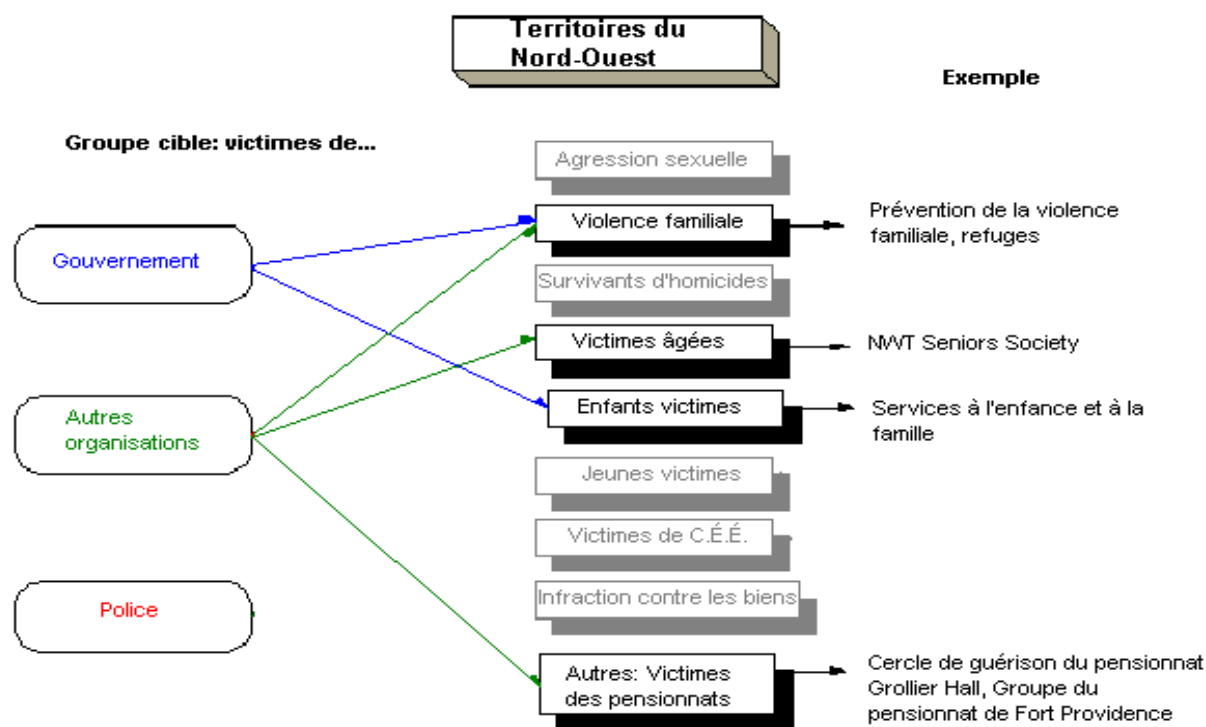 Territoires du
Nord-Ouest
Exemple
Groupe cible: victimes de...
Gouvernement
Autres
organisations
Police
Agression sexuelle
Violence familiale
Survivants d'homicides
Victimes âgées
Enfants victimes
Jeunes victimes
Victimes de C.É.É.
Infraction contre les biens
Autres: Victimes
des pensionnats
Prévention de la violence
familiale, refuges
NWT Seniors Society
Services à l'enfance et à la
famille
Cercle de guérison du pensionnat
Grollier Hall, Groupe du
pensionnat de Fort Providence